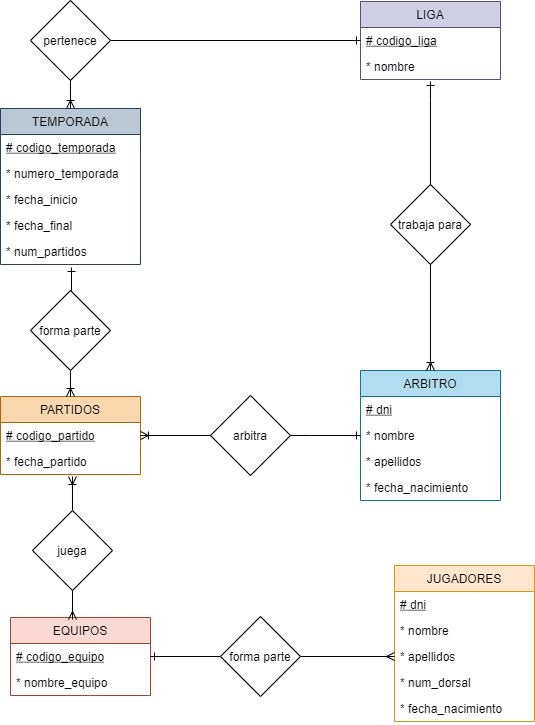 LIGA
# codigo_liga
* nombre
pertenece
TEMPORADA
# codigo_temporada
* numero_temporada
* fecha_inicio
* fecha_final
* num_partidos
trabaja para
forma parte
PARTIDOS
# codigo_partido
* fecha_partido
arbitra
ARBITRO
# dni
* nombre
* apellidos
* fecha_nacimiento
juega
EQUIPOS
# codigo_equipo
* nombre_equipo
forma parte
JUGADORES
# dni
* nombre
* apellidos
* num_dorsal
* fecha_nacimiento